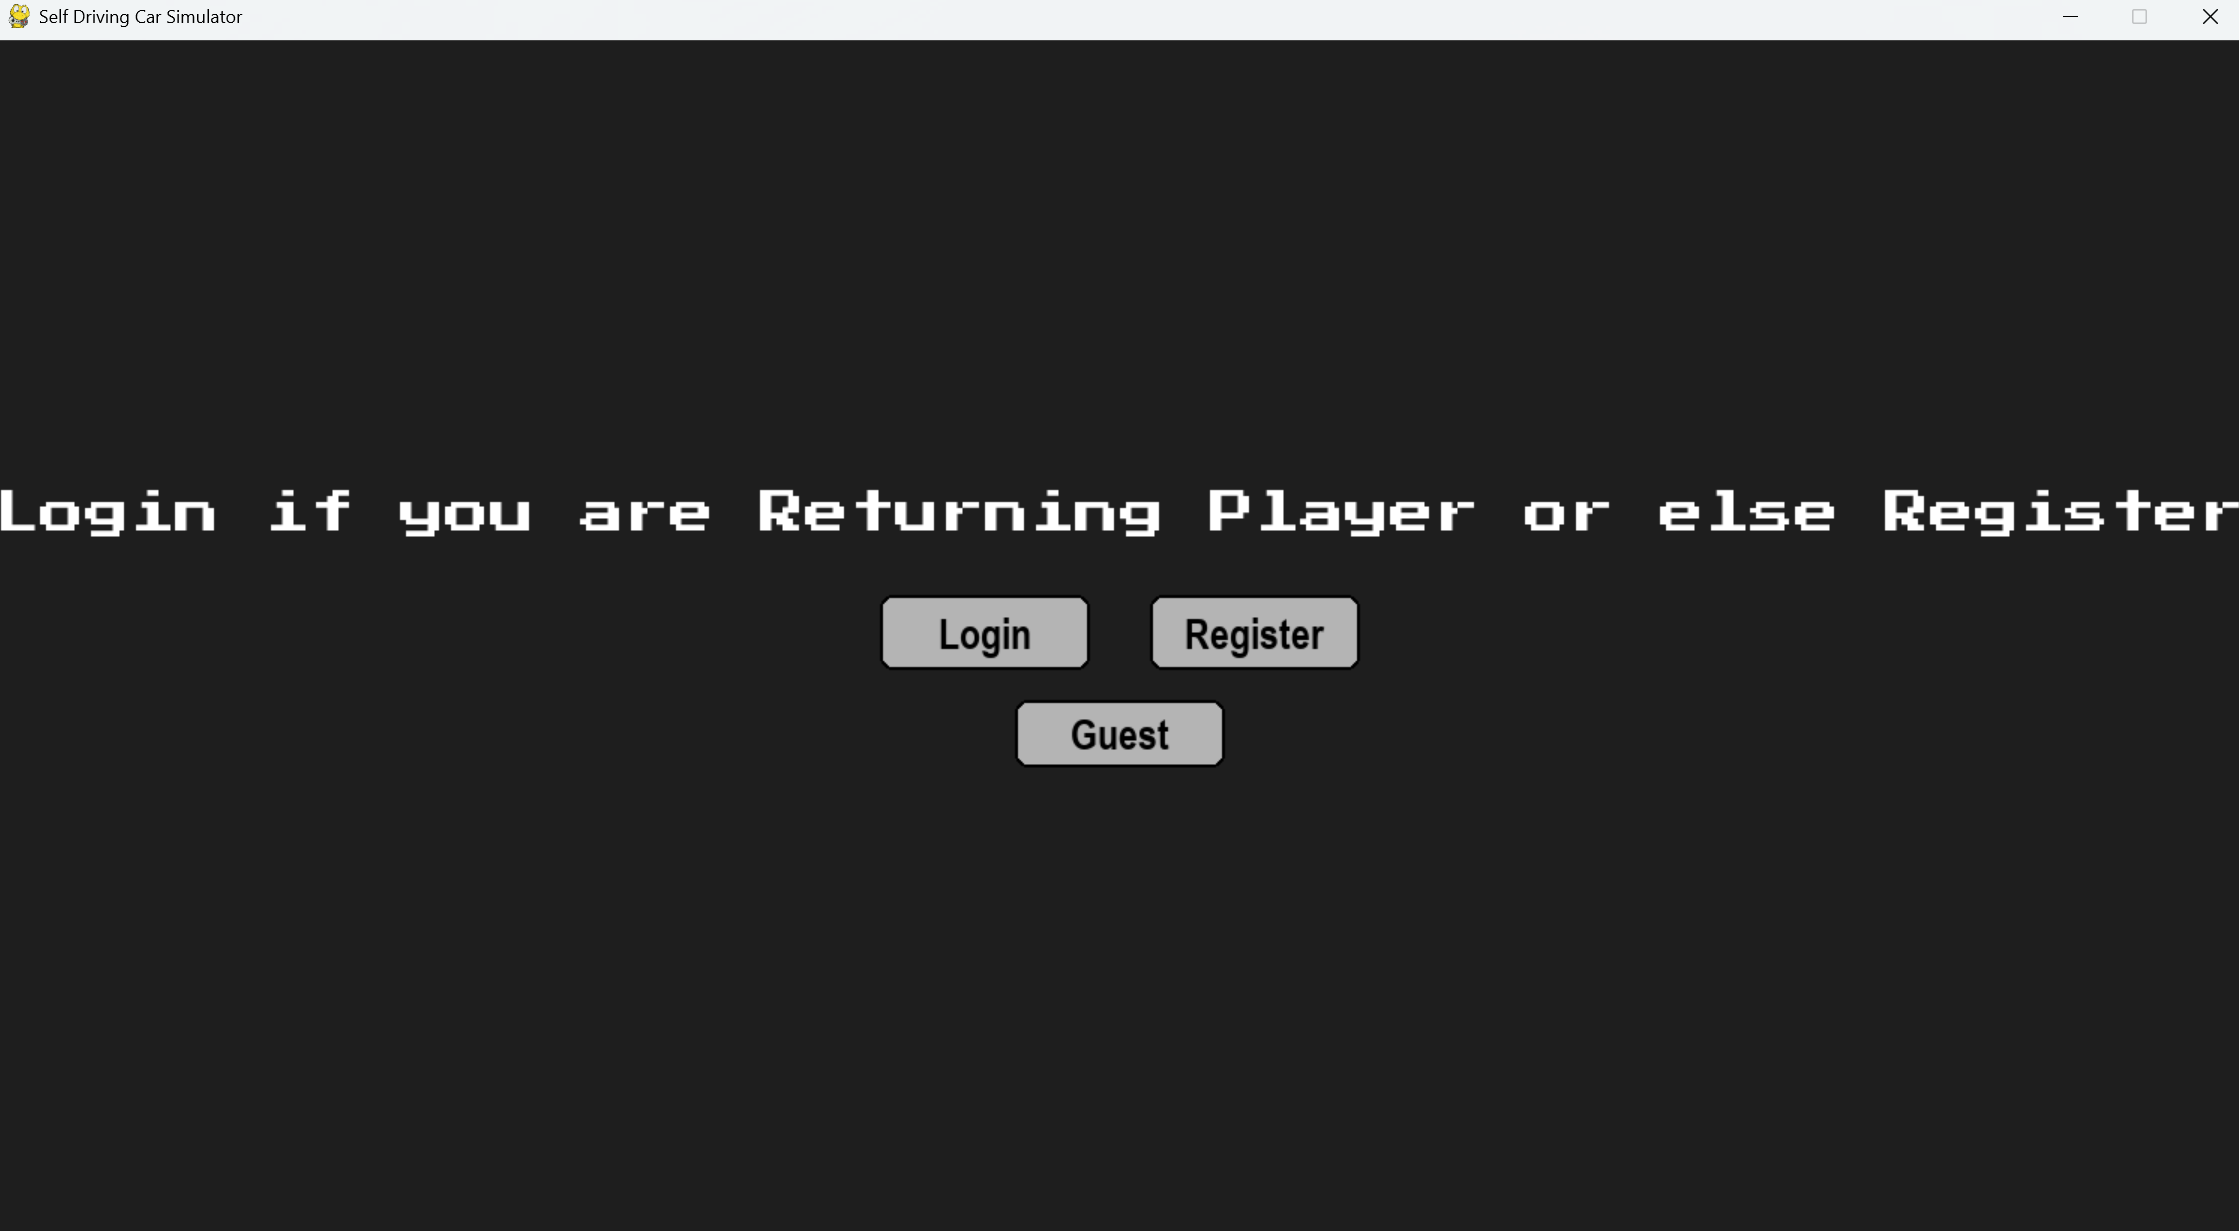 Self Driving Car Simulator
Login if you are Returning Player or else Register
Login
Register
Guest